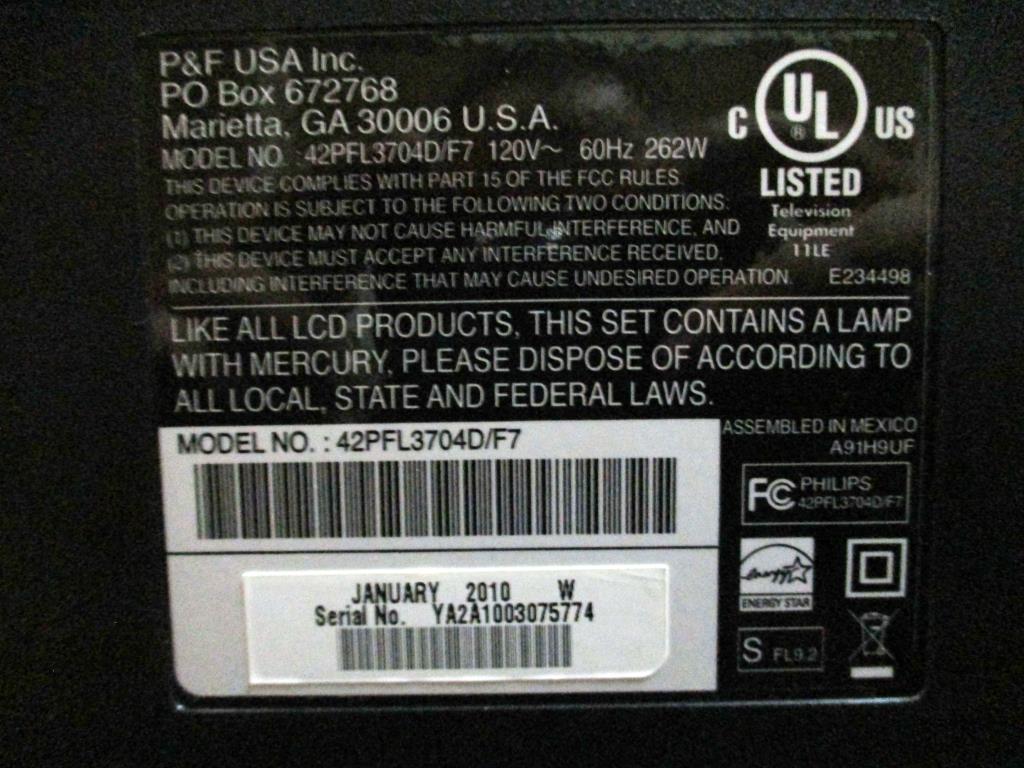 P&F USA Inc.
PO Box 672768
Marietta, GA 30006 U.S.A.
MODEL NO. : 42PFL3704D/F7 120V~ 60Hz 262W
THIS DEVICE COMPLIES WITH PART 15 OF THE FCC RULES
OPERATION IS SUBJECT TO THE FOLLOWING TWO CONDITIONS:
(1) THIS DEVICE MAY NOT CAUSE HARMFUL INTERFERENCE, AND
(2) THIS DEVICE MUST ACCEPT ANY INTERFERENCE RECEIVED.
INCLUDING INTERFERENCE THAT MAY CAUSE UNDESIRED OPERATION.
C UL ® US
LISTED
Television
Equipment
11LE
E234498
LIKE ALL LCD PRODUCTS, THIS SET CONTAINS A LAMP
WITH MERCURY, PLEASE DISPOSE OF ACCORDING TO
ALL LOCAL, STATE AND FEDERAL LAWS.
MODEL NO. : 42PFL3704D/F7
JANUARY 2010 W
Serial No. YA2A1003075774
ASSEMBLED IN MEXICO
A91H9UF
FC PHILIPS
42PFL3704D/F7
energy
ENERGY STAR
S FL9.2